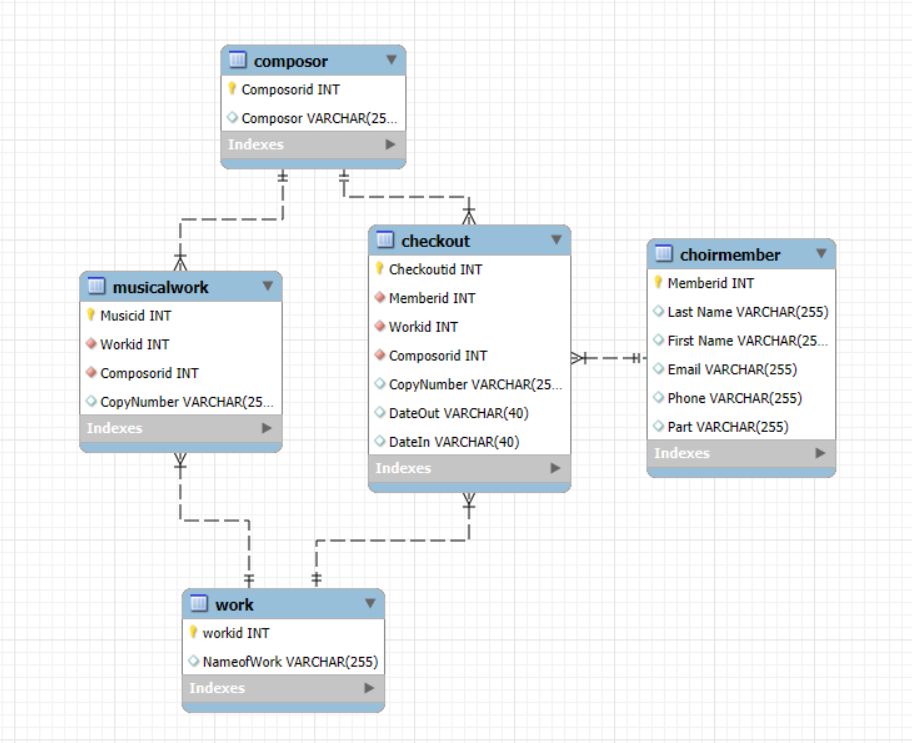 composor
Composorid INT
Composor VARCHAR(25...
Indexes
checkout
Checkoutid INT
Memberid INT
Workid INT
Composorid INT
CopyNumber VARCHAR(25...
DateOut VARCHAR(40)
DateIn VARCHAR(40)
Indexes
choirmember
Memberid INT
Last Name VARCHAR(255)
First Name VARCHAR(25...
Email VARCHAR(255)
Phone VARCHAR(255)
Part VARCHAR(255)
Indexes
musicalwork
Musicid INT
Workid INT
Composorid INT
CopyNumber VARCHAR(25...
Indexes
work
workid INT
NameofWork VARCHAR(255)
Indexes